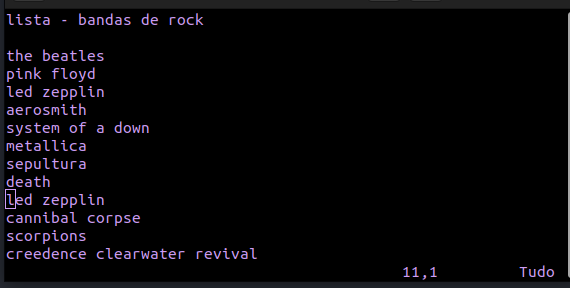 lista - bandas de rock
the beatles
pink floyd
led zepplin
aerosmith
system of a down
metallica
sepultura
death
led zepplin
cannibal corpse
scorpions
creedence clearwater revival
11,1 Tudo